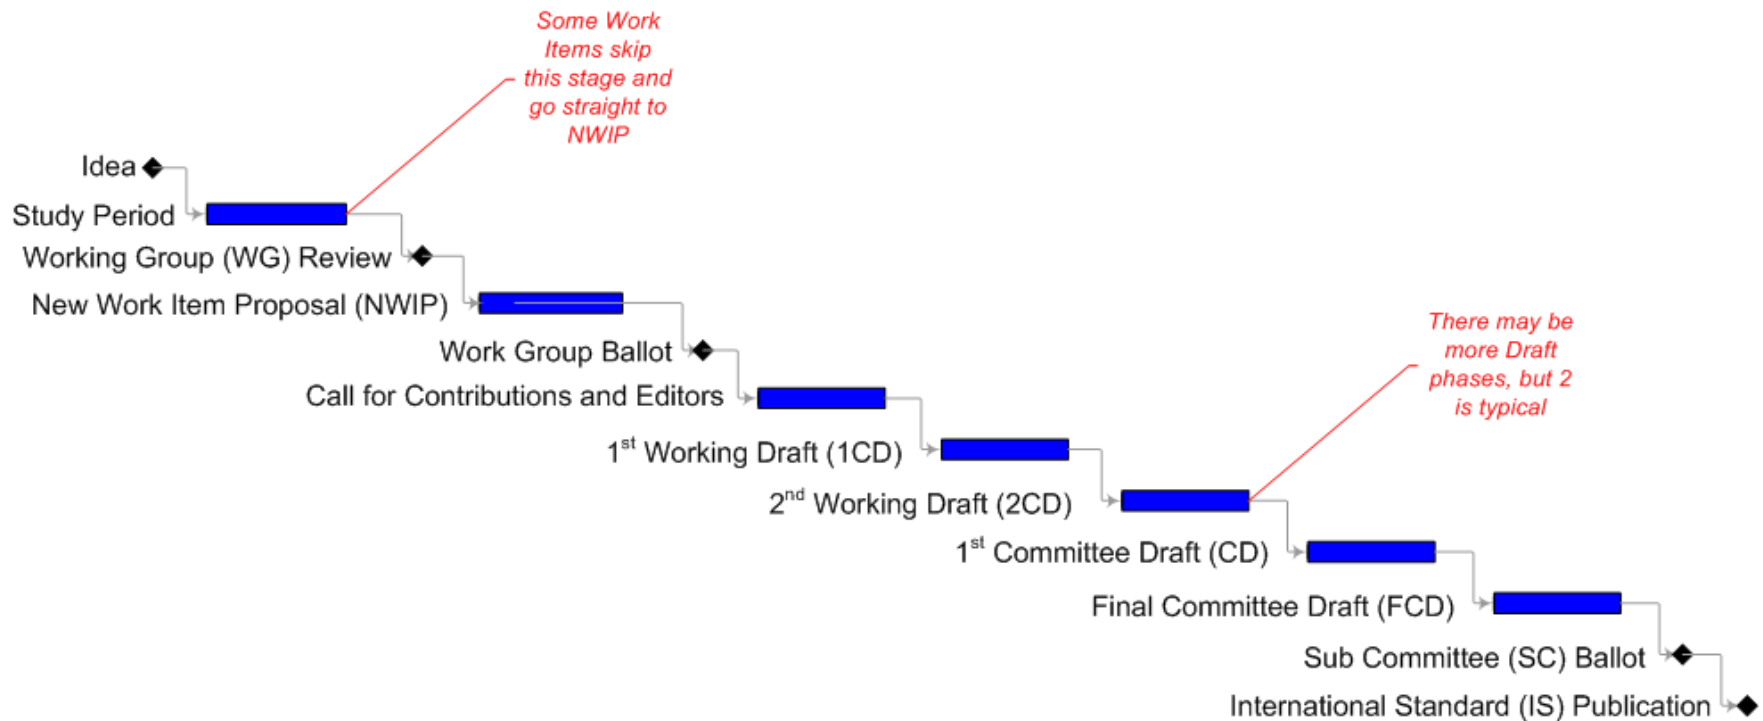 Some Work
Items skip
this stage and
go straight to
NWIP
Idea
Study Period
Working Group (WG) Review
New Work Item Proposal (NWIP)
Work Group Ballot
There may be
more Draft
phases, but 2
is typical
Call for Contributions and Editors
1st Working Draft (1CD)
2nd Working Draft (2CD)
1st Committee Draft (CD)
Final Committee Draft (FCD)
Sub Committee (SC) Ballot
International Standard (IS) Publication